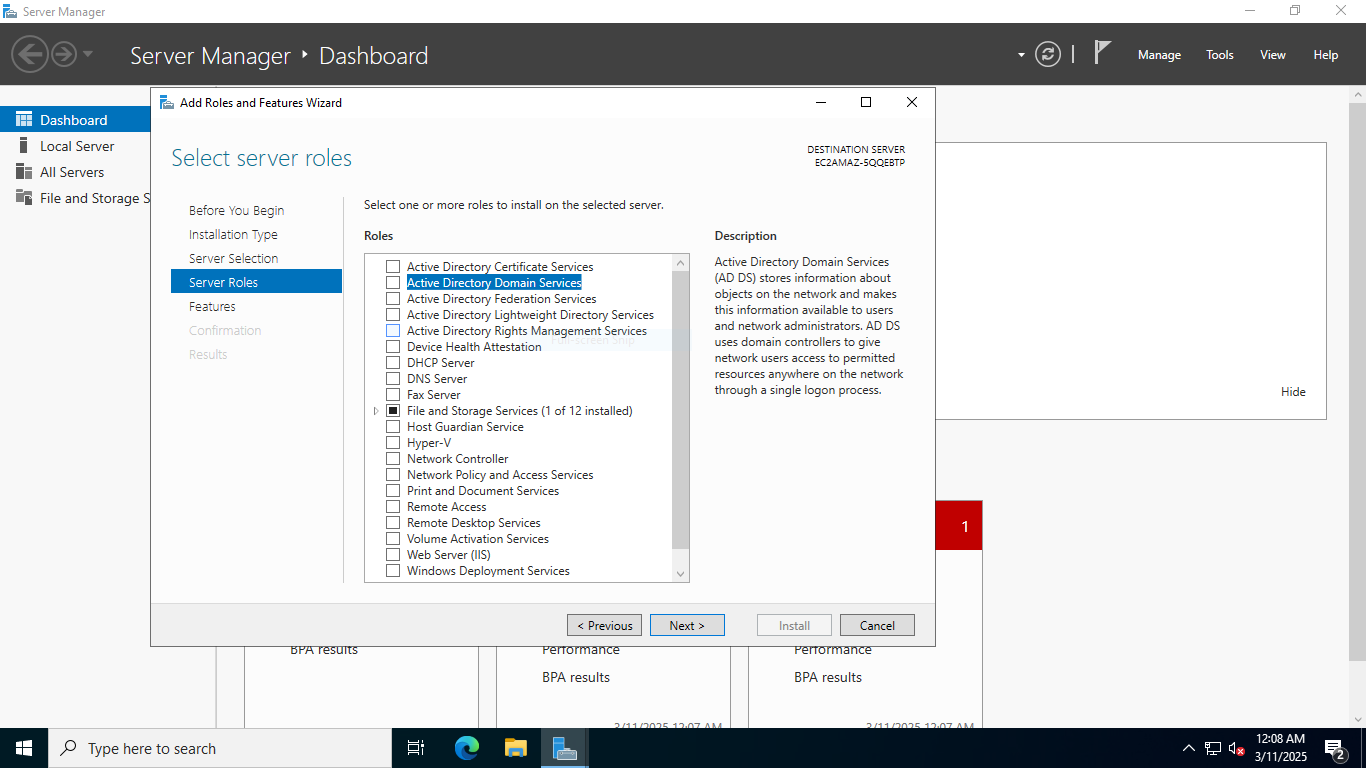 Server Manager
Server Manager
Dashboard
Manage
Tools
View
Help
Dashboard
Local Server
All Servers
File and Storage S
Add Roles and Features Wizard
Select server roles
DESTINATION SERVER
EC2AMAZ-5QQEBTP
Before You Begin
Installation Type
Server Selection
Server Roles
Features
Confirmation
Results
Select one or more roles to install on the selected server.
Roles
Active Directory Certificate Services
Active Directory Domain Services
Active Directory Federation Services
Active Directory Lightweight Directory Services
Active Directory Rights Management Services
Full-screen Snip
Device Health Attestation
DHCP Server
DNS Server
Fax Server
File and Storage Services (1 of 12 installed)
Host Guardian Service
Hyper-V
Network Controller
Network Policy and Access Services
Print and Document Services
Remote Access
Remote Desktop Services
Volume Activation Services
Web Server (IIS)
Windows Deployment Services
Description
Active Directory Domain Services
(AD DS) stores information about
objects on the network and makes
this information available to users
and network administrators. AD DS
uses domain controllers to give
network users access to permitted
resources anywhere on the network
through a single logon process.
< Previous
Next >
Install
Cancel
Hide
1
BPA results
Performance
BPA results
3/11/2025 12:07 AM
Performance
BPA results
3/11/2025 12:07 AM
Type here to search
12:08 AM
3/11/2025
2